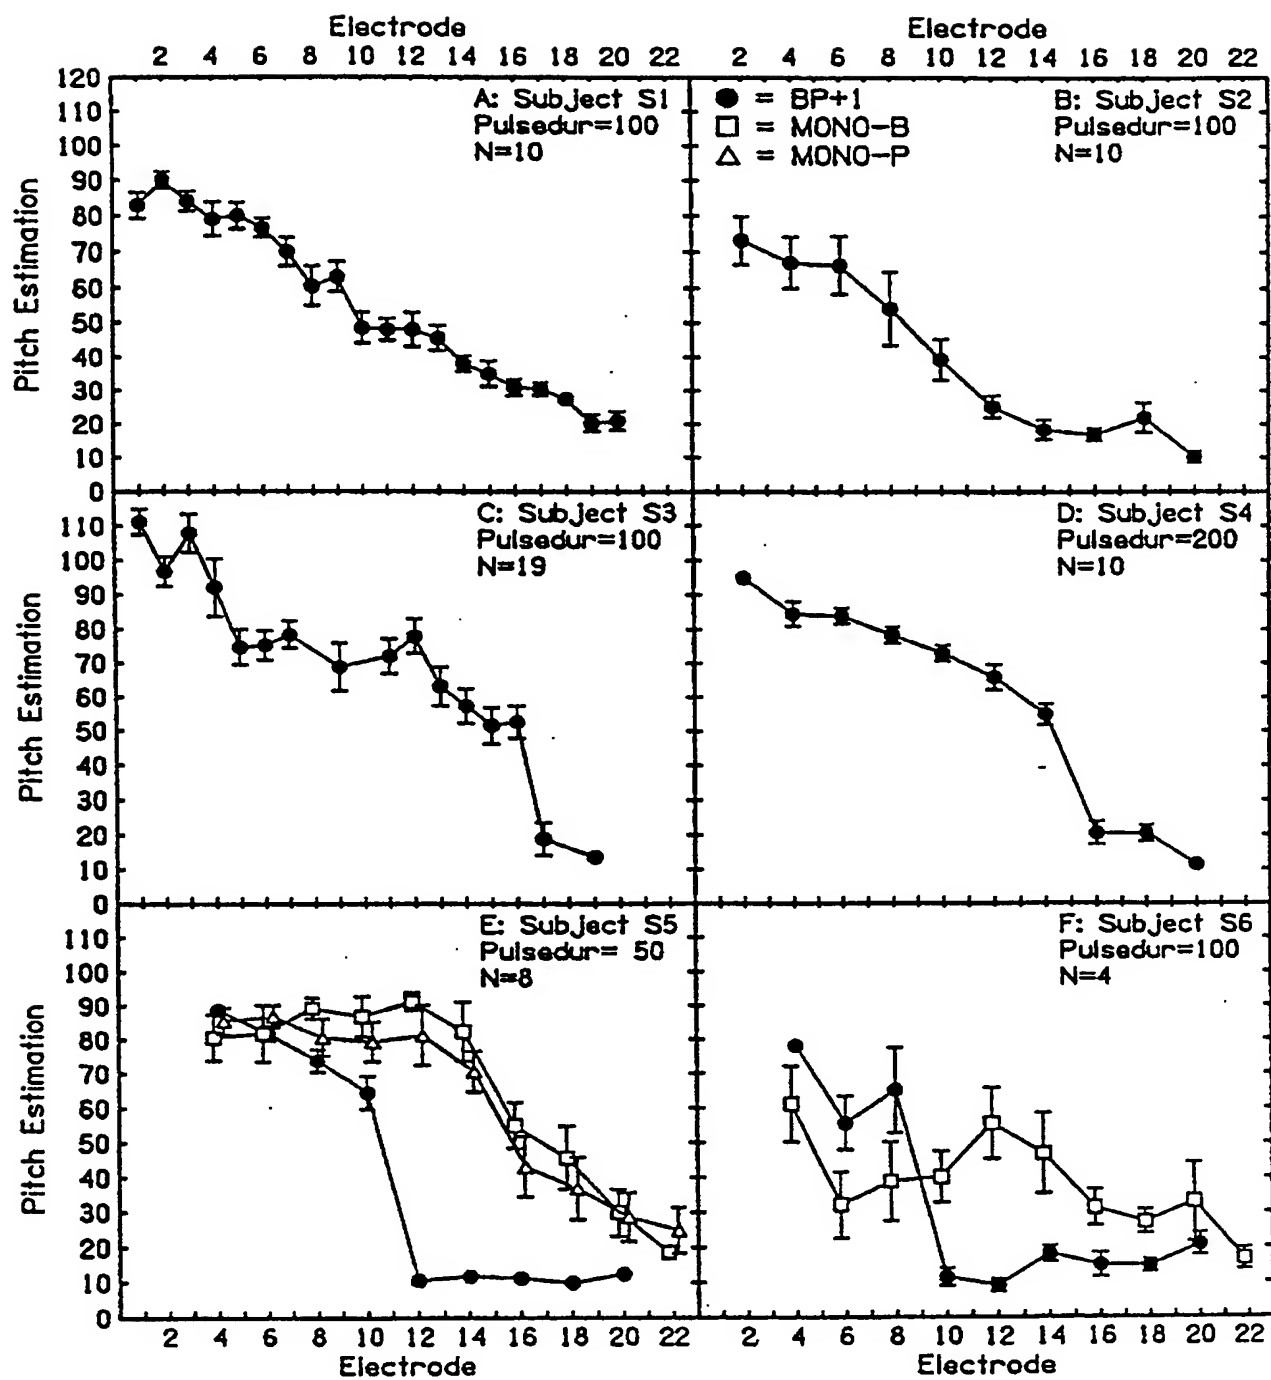 Electrode
Electrode
2 4 6 8 10 12 14 16 18 20 22
2 4 6 8 10 12 14 16 18 20 22
120
110
100
90
80
70
60
50
40
30
20
10
0
Pitch Estimation
A: Subject S1
Pulsedur=100
N=10
● = BP+1
□ = MONO-B
△ = MONO-P
B: Subject S2
Pulsedur=100
N=10
110
100
90
80
70
60
50
40
30
20
10
0
Pitch Estimation
C: Subject S3
Pulsedur=100
N=19
D: Subject S4
Pulsedur=200
N=10
110
100
90
80
70
60
50
40
30
20
10
0
Pitch Estimation
E: Subject S5
Pulsedur= 50
N=8
F: Subject S6
Pulsedur=100
N=4
2 4 6 8 10 12 14 16 18 20 22
2 4 6 8 10 12 14 16 18 20 22
Electrode
Electrode